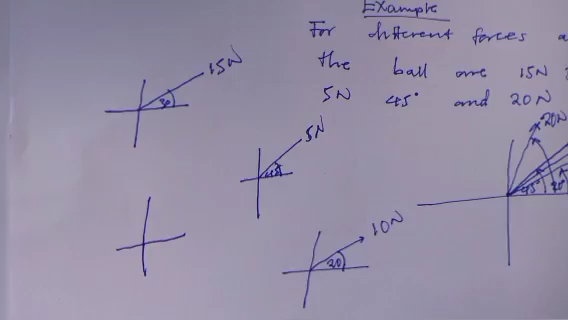 Example
For different forces a
the ball are 15N
5N 45° and 20N
15N
30
5N
45
10N
20
20N
45°
20°